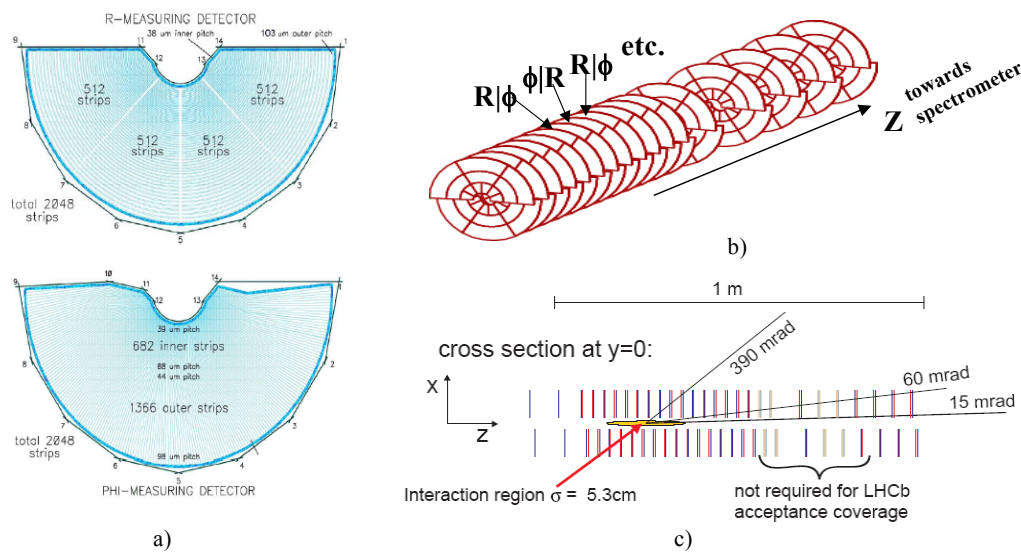 R-MEASURING DETECTOR
9
11
38 um inner pitch
14
103 um outer pitch
1
12
13
512
strips
512
strips
512
strips
512
strips
8
2
7
3
total 2048
strips
6
4
5
10
9
11
14
1
12
13
39 um pitch
682 inner strips
88 um pitch
44 um pitch
8
2
1366 outer strips
7
3
total 2048
strips
98 um pitch
6
4
5
PHI-MEASURING DETECTOR
a)
R|ϕ
ϕ|R
R|ϕ
etc.
Z
towards
spectrometer
b)
1 m
cross section at y=0:
390 mrad
60 mrad
15 mrad
X
Z
Interaction region σ = 5.3cm
not required for LHCb
acceptance coverage
c)